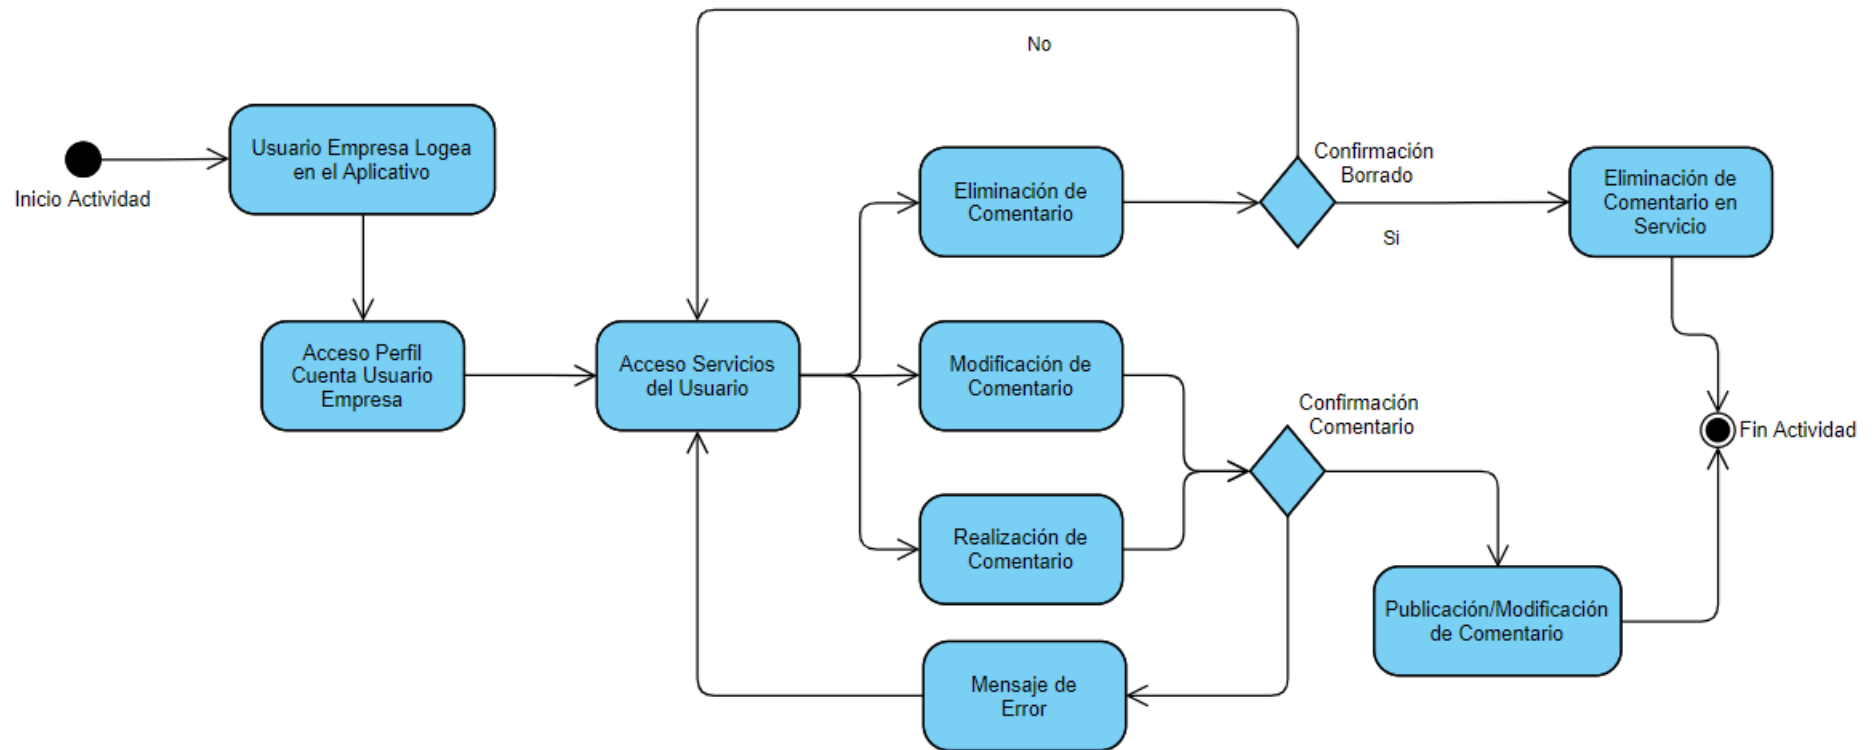 No
Usuario Empresa Logea
en el Aplicativo
Inicio Actividad
Eliminación de
Comentario
Confirmación
Borrado
Si
Eliminación de
Comentario en
Servicio
Acceso Perfil
Cuenta Usuario
Empresa
Acceso Servicios
del Usuario
Modificación de
Comentario
Confirmación
Comentario
Fin Actividad
Realización de
Comentario
Publicación/Modificación
de Comentario
Mensaje de
Error